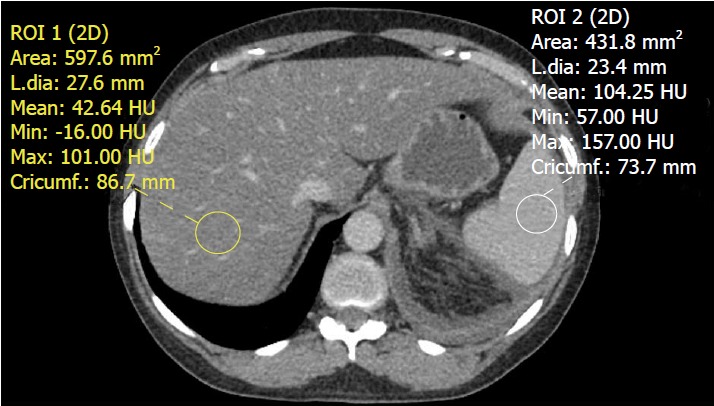 ROI 1 (2D)
Area: 597.6 mm²
L.dia: 27.6 mm
Mean: 42.64 HU
Min: -16.00 HU
Max: 101.00 HU
Cricumf.: 86.7 mm
ROI 2 (2D)
Area: 431.8 mm²
L.dia: 23.4 mm
Mean: 104.25 HU
Min: 57.00 HU
Max: 157.00 HU
Cricumf.: 73.7 mm